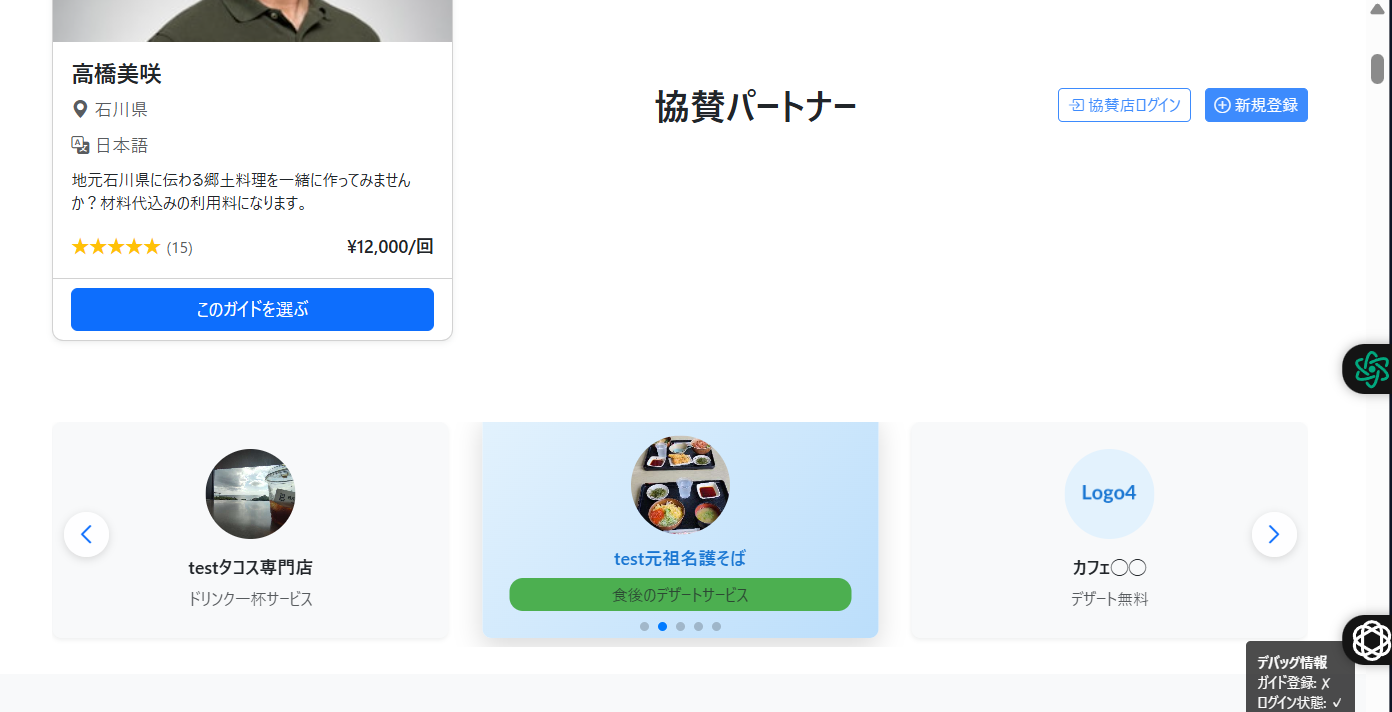 高橋美咲
石川県
日本語
地元石川県に伝わる郷土料理を一緒に作ってみません
か？材料代込みの利用料になります。
★★★★★ (15) ¥12,000/回
このガイドを選ぶ
協賛パートナー
協賛店ログイン
新規登録
testタコス専門店
ドリンク一杯サービス
test元祖名護そば
食後のデザートサービス
Logo4
カフェ◯◯
デザート無料
デバッグ情報
ガイド登録: ✗
ログイン状態: ✓